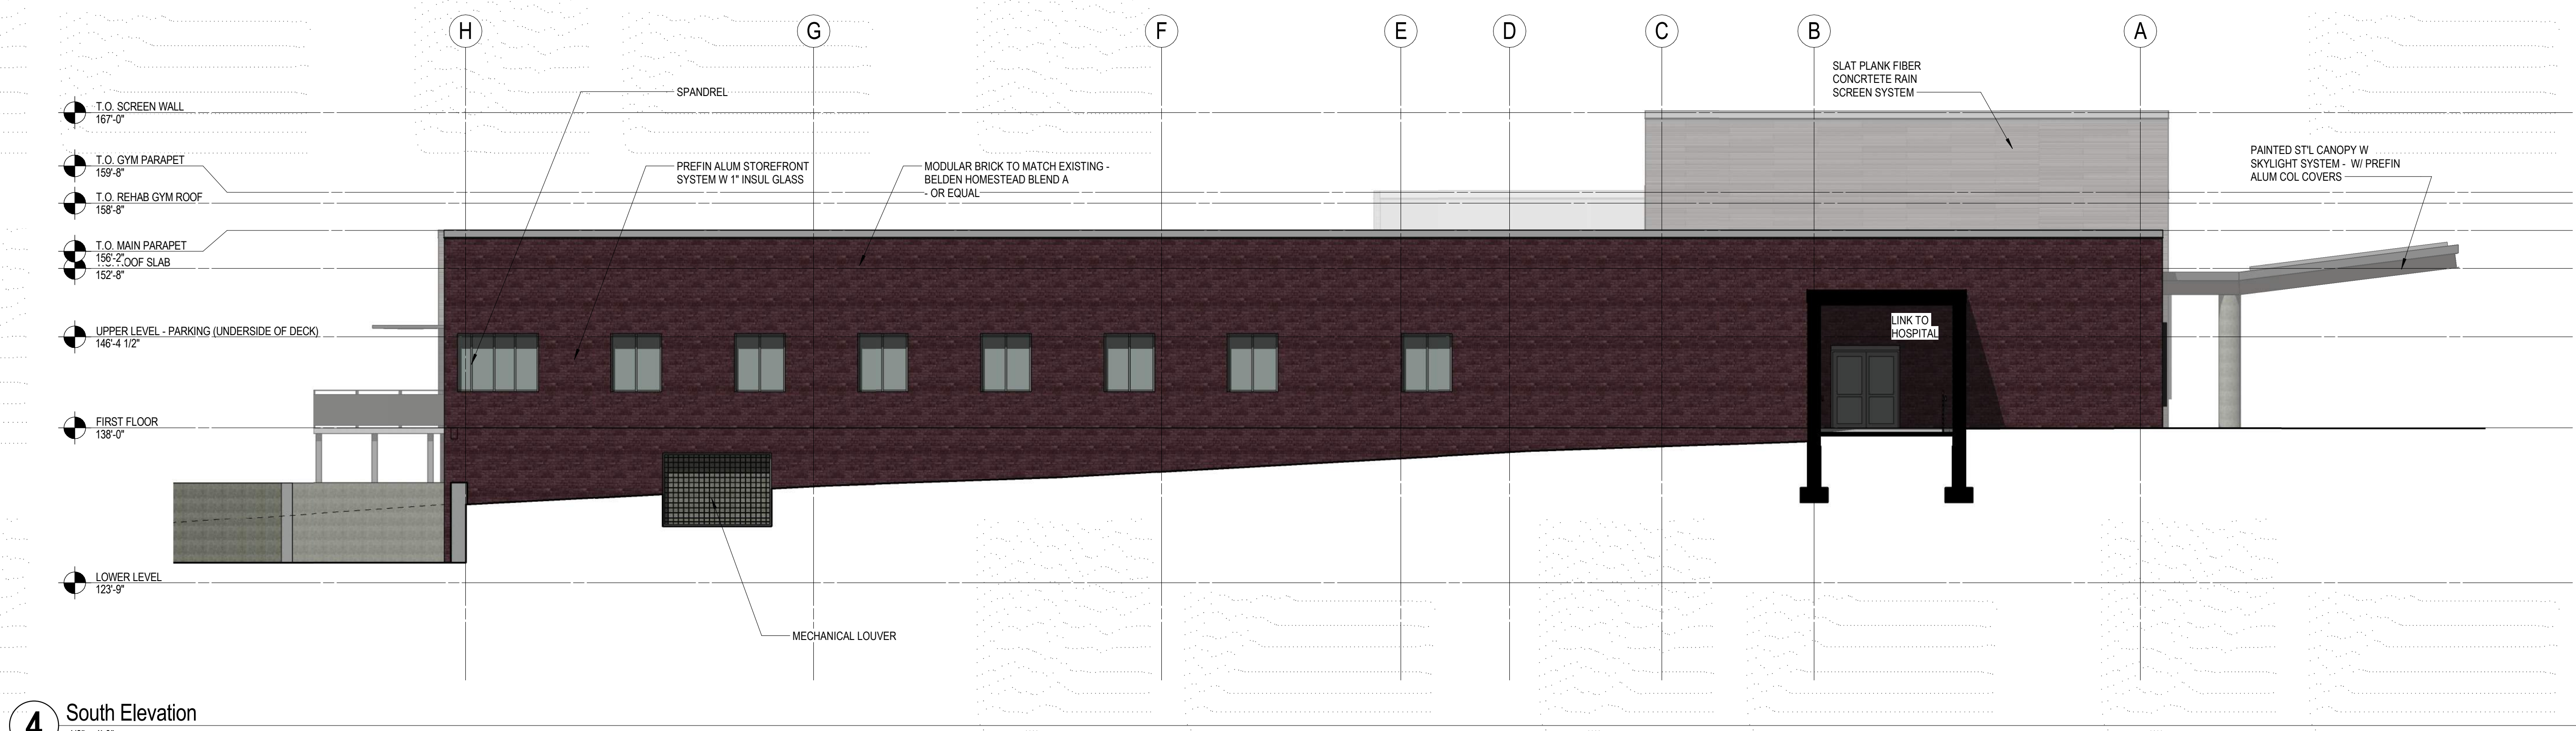 H
G
F
E
D
C
B
A
SLAT PLANK FIBER
CONCRTETE RAIN
SCREEN SYSTEM
SPANDREL
T.O. SCREEN WALL
167'-0"
PAINTED ST'L CANOPY W
SKYLIGHT SYSTEM - W/ PREFIN
ALUM COL COVERS
T.O. GYM PARAPET
159'-8"
PREFIN ALUM STOREFRONT
SYSTEM W 1" INSUL GLASS
MODULAR BRICK TO MATCH EXISTING -
BELDEN HOMESTEAD BLEND A
- OR EQUAL
T.O. REHAB GYM ROOF
158'-8"
T.O. MAIN PARAPET
156'-2"
ROOF SLAB
152'-8"
LINK TO
HOSPITAL
UPPER LEVEL - PARKING (UNDERSIDE OF DECK)
146'-4 1/2"
FIRST FLOOR
138'-0"
LOWER LEVEL
123'-9"
MECHANICAL LOUVER
4
South Elevation